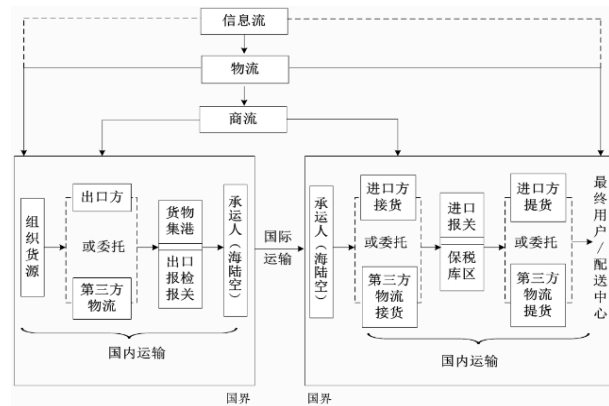 信息流
物流
商流
组织货源
出口方
或委托
第三方
物流
货物
集港
出口
报检
报关
承运人（海陆空）
国内运输
国界
国际
运输
承运人（海陆空）
进口方
接货
或委托
第三方
物流
接货
进口
报关
保税
库区
进口方
提货
或委托
第三方
物流
提货
最终用户/配送中心
国内运输
国界